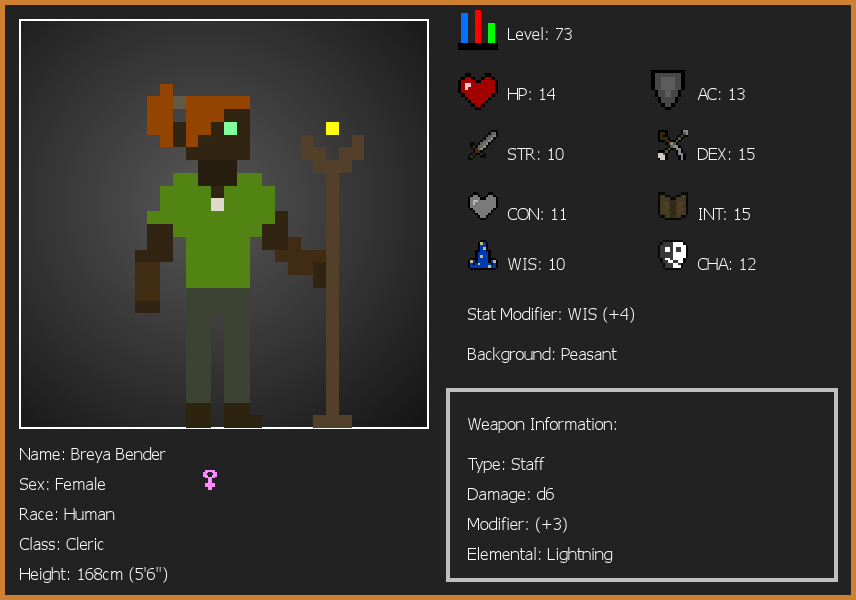 Level: 73
HP: 14
AC: 13
STR: 10
DEX: 15
CON: 11
INT: 15
WIS: 10
CHA: 12
Stat Modifier: WIS (+4)
Background: Peasant
Weapon Information:
Type: Staff
Damage: d6
Modifier: (+3)
Elemental: Lightning
Name: Breya Bender
Sex: Female
Race: Human
Class: Cleric
Height: 168cm (5'6")